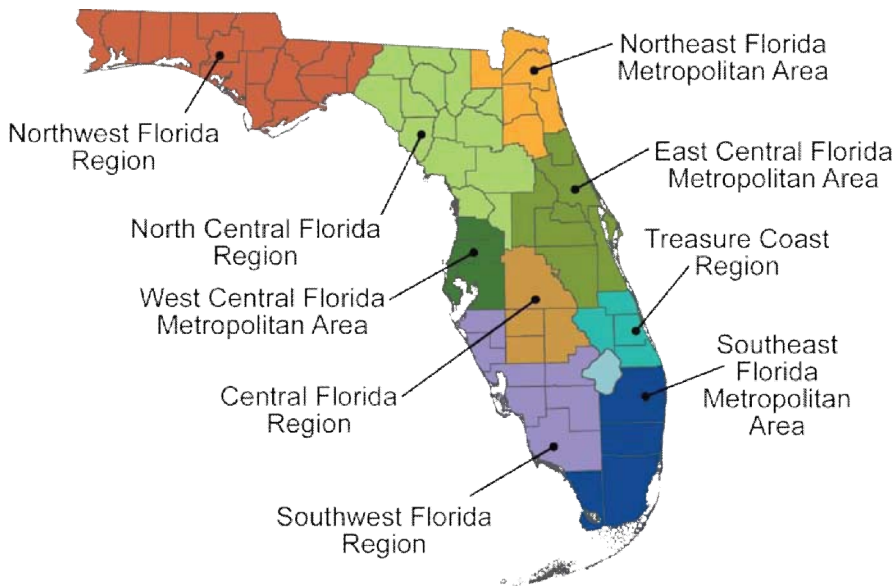 Northeast Florida
Metropolitan Area
Northwest Florida
Region
East Central Florida
Metropolitan Area
North Central Florida
Region
Treasure Coast
Region
West Central Florida
Metropolitan Area
Southeast
Florida
Metropolitan
Area
Central Florida
Region
Southwest Florida
Region